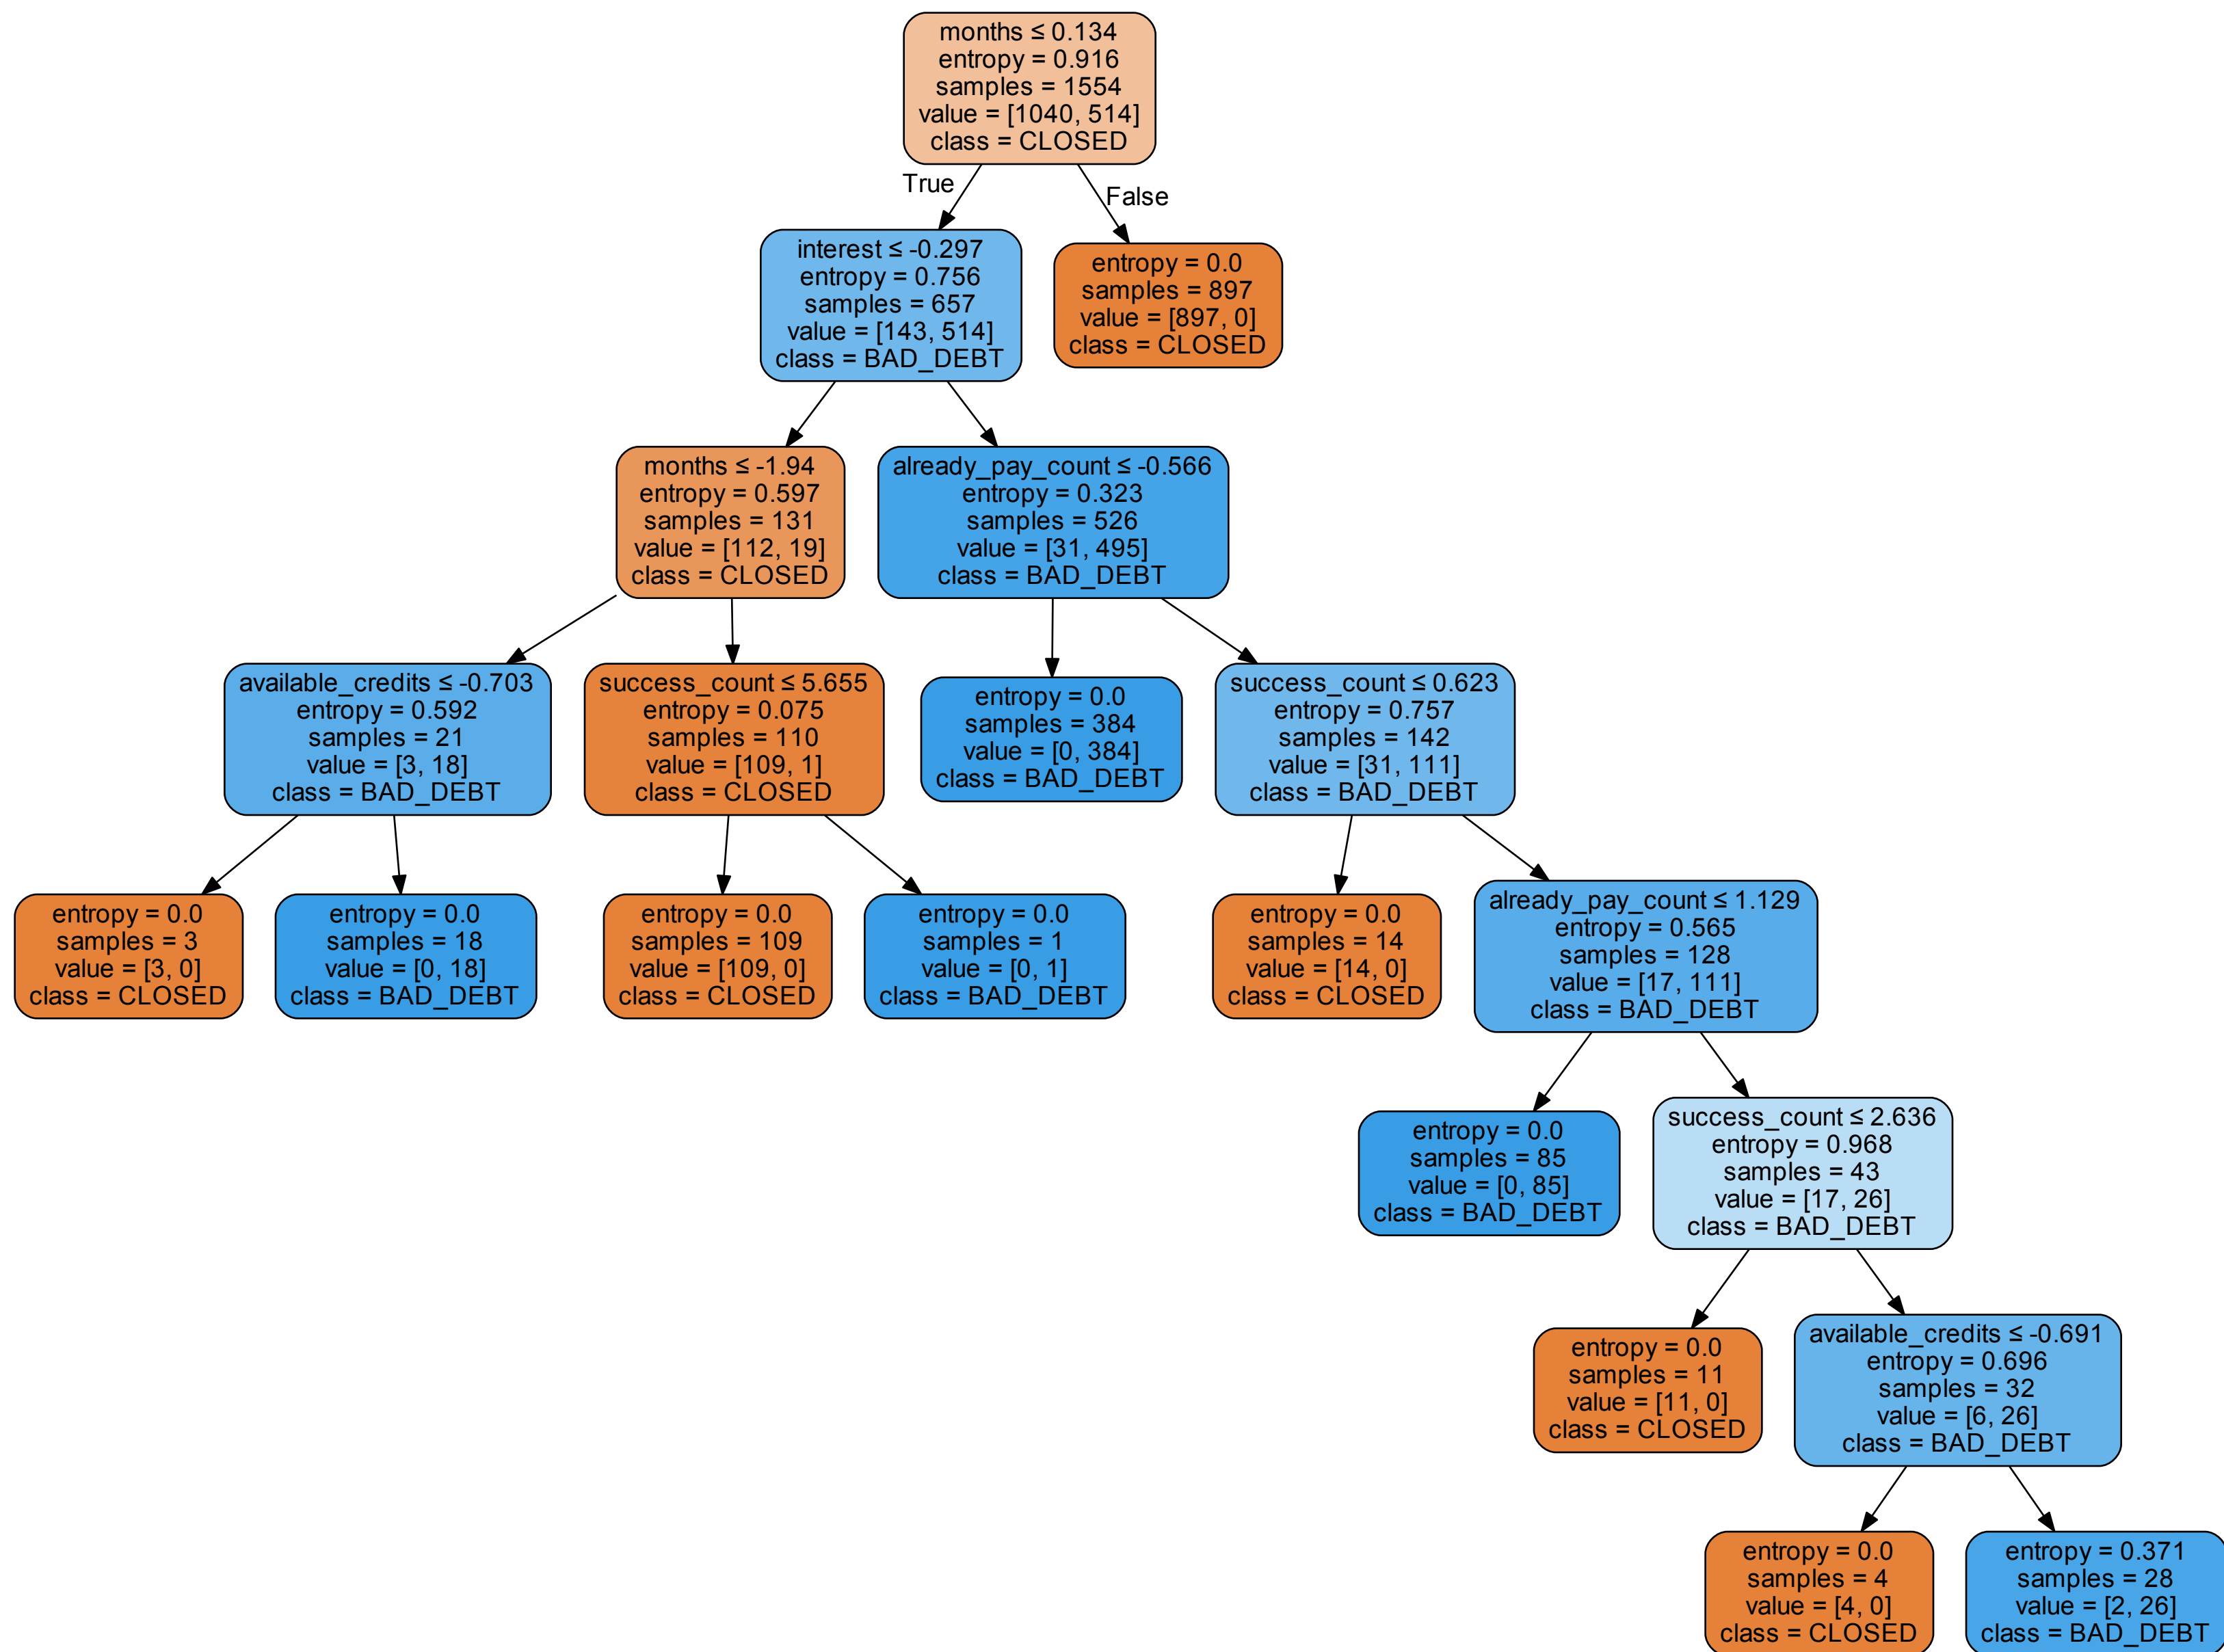 months ≤ 0.134
entropy = 0.916
samples = 1554
value = [1040, 514]
class = CLOSED
True
False
interest ≤ -0.297
entropy = 0.756
samples = 657
value = [143, 514]
class = BAD_DEBT
entropy = 0.0
samples = 897
value = [897, 0]
class = CLOSED
months ≤ -1.94
entropy = 0.597
samples = 131
value = [112, 19]
class = CLOSED
already_pay_count ≤ -0.566
entropy = 0.323
samples = 526
value = [31, 495]
class = BAD_DEBT
available_credits ≤ -0.703
entropy = 0.592
samples = 21
value = [3, 18]
class = BAD_DEBT
success_count ≤ 5.655
entropy = 0.075
samples = 110
value = [109, 1]
class = CLOSED
entropy = 0.0
samples = 384
value = [0, 384]
class = BAD_DEBT
success_count ≤ 0.623
entropy = 0.757
samples = 142
value = [31, 111]
class = BAD_DEBT
entropy = 0.0
samples = 3
value = [3, 0]
class = CLOSED
entropy = 0.0
samples = 18
value = [0, 18]
class = BAD_DEBT
entropy = 0.0
samples = 109
value = [109, 0]
class = CLOSED
entropy = 0.0
samples = 1
value = [0, 1]
class = BAD_DEBT
entropy = 0.0
samples = 14
value = [14, 0]
class = CLOSED
already_pay_count ≤ 1.129
entropy = 0.565
samples = 128
value = [17, 111]
class = BAD_DEBT
entropy = 0.0
samples = 85
value = [0, 85]
class = BAD_DEBT
success_count ≤ 2.636
entropy = 0.968
samples = 43
value = [17, 26]
class = BAD_DEBT
entropy = 0.0
samples = 11
value = [11, 0]
class = CLOSED
available_credits ≤ -0.691
entropy = 0.696
samples = 32
value = [6, 26]
class = BAD_DEBT
entropy = 0.0
samples = 4
value = [4, 0]
class = CLOSED
entropy = 0.371
samples = 28
value = [2, 26]
class = BAD_DEBT